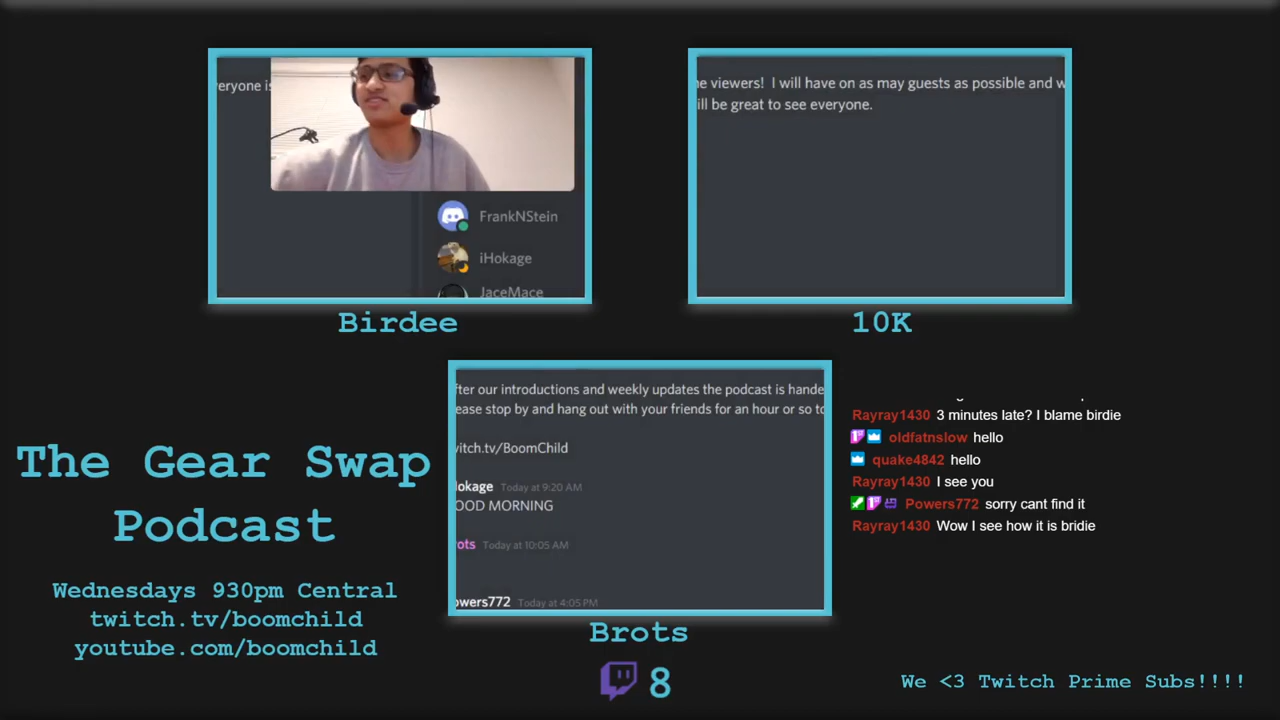 eryone is
FrankNStein
iHokage
JaceMace
Birdee
e viewers! I will have on as may guests as possible and w
ill be great to see everyone.
10K
fter our introductions and weekly updates the podcast is hande
ease stop by and hang out with your friends for an hour or so to
witch.tv/BoomChild
Hokage Today at 9:20 AM
OOD MORNING
rots Today at 10:05 AM
owers772 Today at 4:05 PM
Brots
8
The Gear Swap
Podcast
Wednesdays 930pm Central
twitch.tv/boomchild
youtube.com/boomchild
Rayray1430 3 minutes late? I blame birdie
oldfatnslow hello
quake4842 hello
Rayray1430 I see you
Powers772 sorry cant find it
Rayray1430 Wow I see how it is bridie
We <3 Twitch Prime Subs!!!!